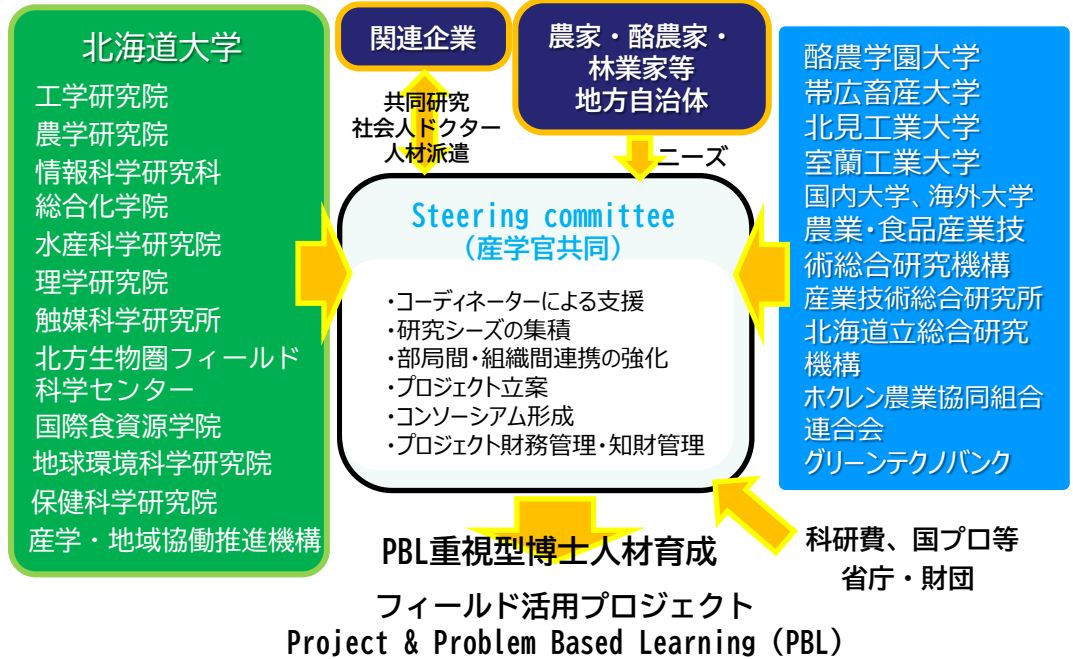 北海道大学
工学研究院
農学研究院
情報科学研究科
総合化学院
水産科学研究院
理学研究院
触媒科学研究所
北方生物圏フィールド
科学センター
国際食資源学院
地球環境科学研究院
保健科学研究院
産学・地域協働推進機構
関連企業
共同研究
社会人ドクター
人材派遣
農家・酪農家・
林業家等
地方自治体
ニーズ
Steering committee
（産学官共同）
・コーディネーターによる支援
・研究シーズの集積
・部局間・組織間連携の強化
・プロジェクト立案
・コンソーシアム形成
・プロジェクト財務管理・知財管理
酪農学園大学
帯広畜産大学
北見工業大学
室蘭工業大学
国内大学、海外大学
農業・食品産業技
術総合研究機構
産業技術総合研究所
北海道立総合研究
機構
ホクレン農業協同組合
連合会
グリーンテクノバンク
科研費、国プロ等
省庁・財団
PBL重視型博士人材育成
フィールド活用プロジェクト
Project & Problem Based Learning (PBL)